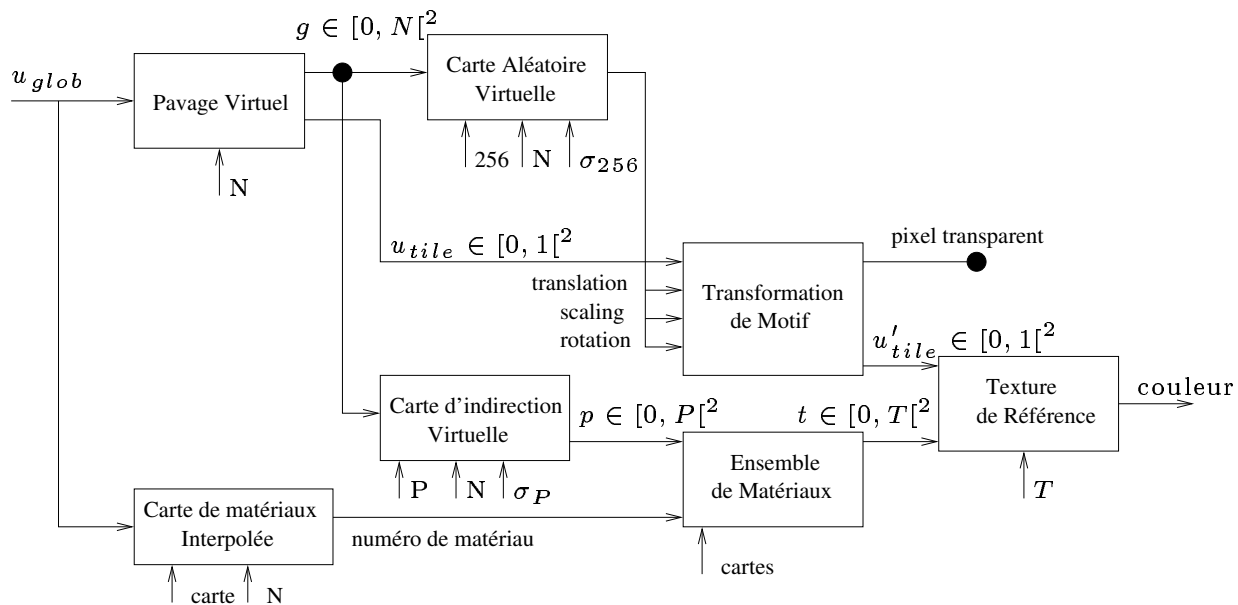 g ∈ [0, N[²
u_glob
Pavage Virtuel
N
Carte Aléatoire
Virtuelle
256 N σ₂₅₆
u_tile ∈ [0, 1[²
pixel transparent
translation
scaling
rotation
Transformation
de Motif
u'_tile ∈ [0, 1[²
Texture
de Référence
couleur
T
Carte d'indirection
Virtuelle
p ∈ [0, P[²
t ∈ [0, T[²
P N σ_P
Ensemble
de Matériaux
cartes
Carte de matériaux
Interpolée
numéro de matériau
carte N